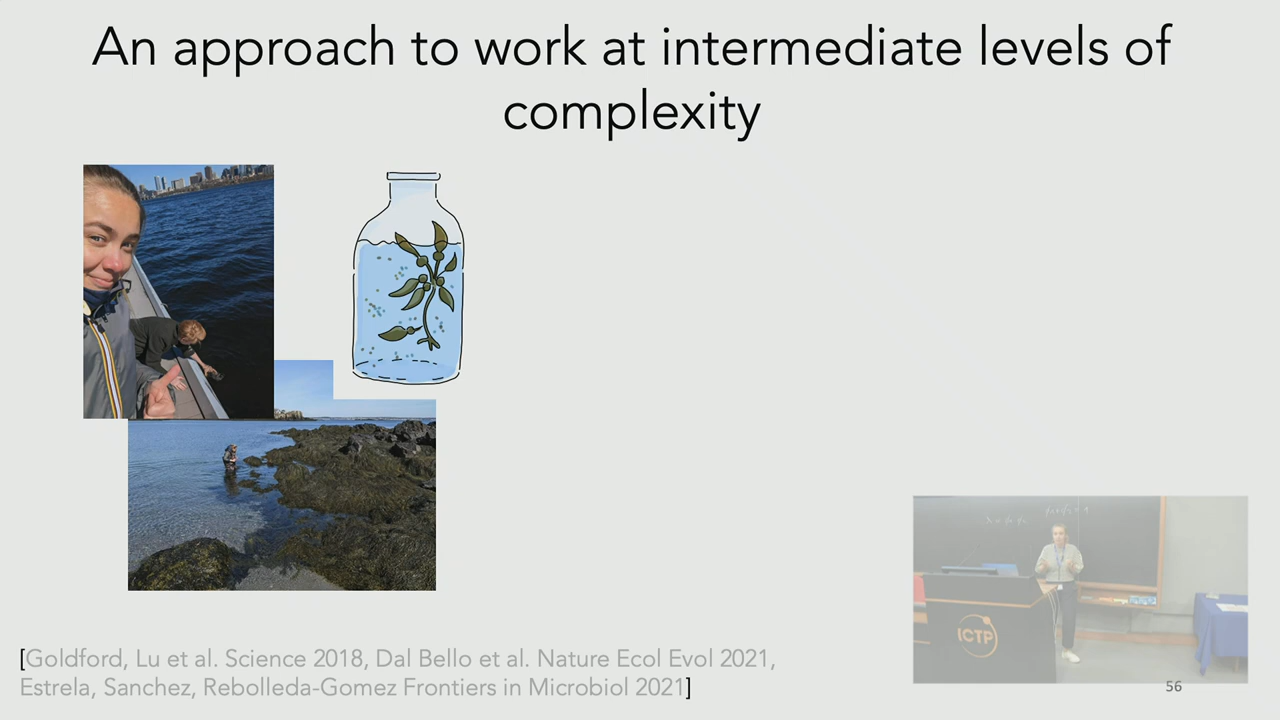 An approach to work at intermediate levels of
complexity
ICTP
[Goldford, Lu et al. Science 2018, Dal Bello et al. Nature Ecol Evol 2021,
Estrela, Sanchez, Rebolleda-Gomez Frontiers in Microbiol 2021]
56